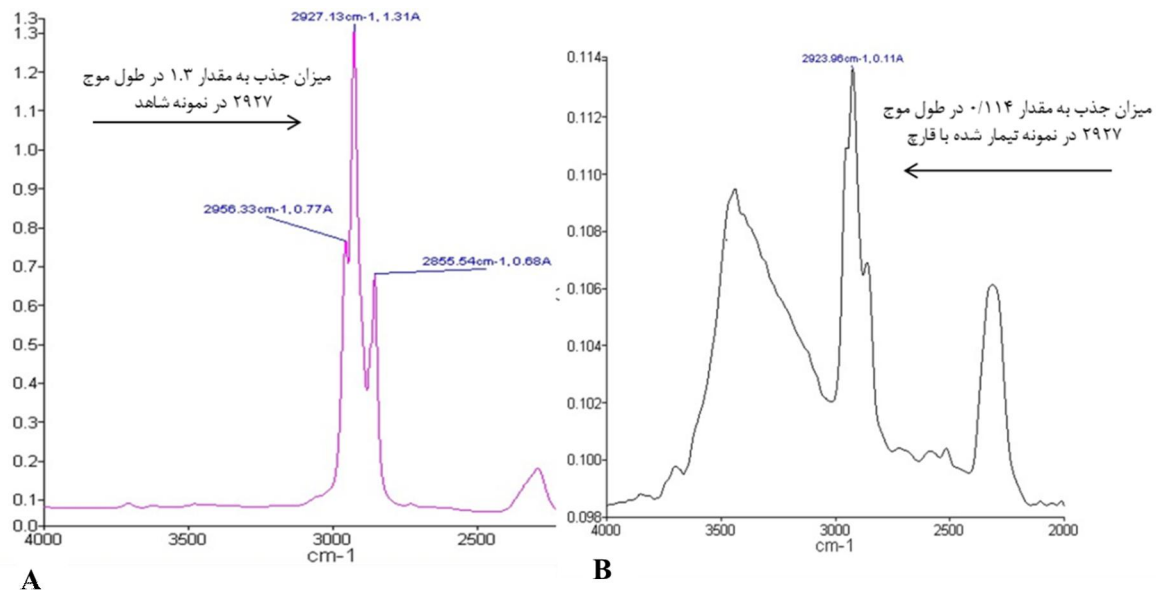 1.3
1.3
1.2
1.1
1.0
0.9
0.8
0.7
0.6
0.5
0.4
0.3
0.2
0.1
0.0
4000 3500 3000 2500
cm-1
2927.13cm-1, 1.31A
میزان جذب به مقدار ۱.۳ در طول موج
۲۹۲۷ در نمونه شاهد
2956.33cm-1, 0.77A
2855.54cm-1, 0.68A
A
0.114
0.112
0.110
0.108
0.106
0.104
0.102
0.100
0.098
4000 3500 3000 2500 2000
cm-1
2923.96cm-1, 0.11A
میزان جذب به مقدار ۰/۱۱۴ در طول موج
۲۹۲۷ در نمونه تیمار شده با قارچ
B